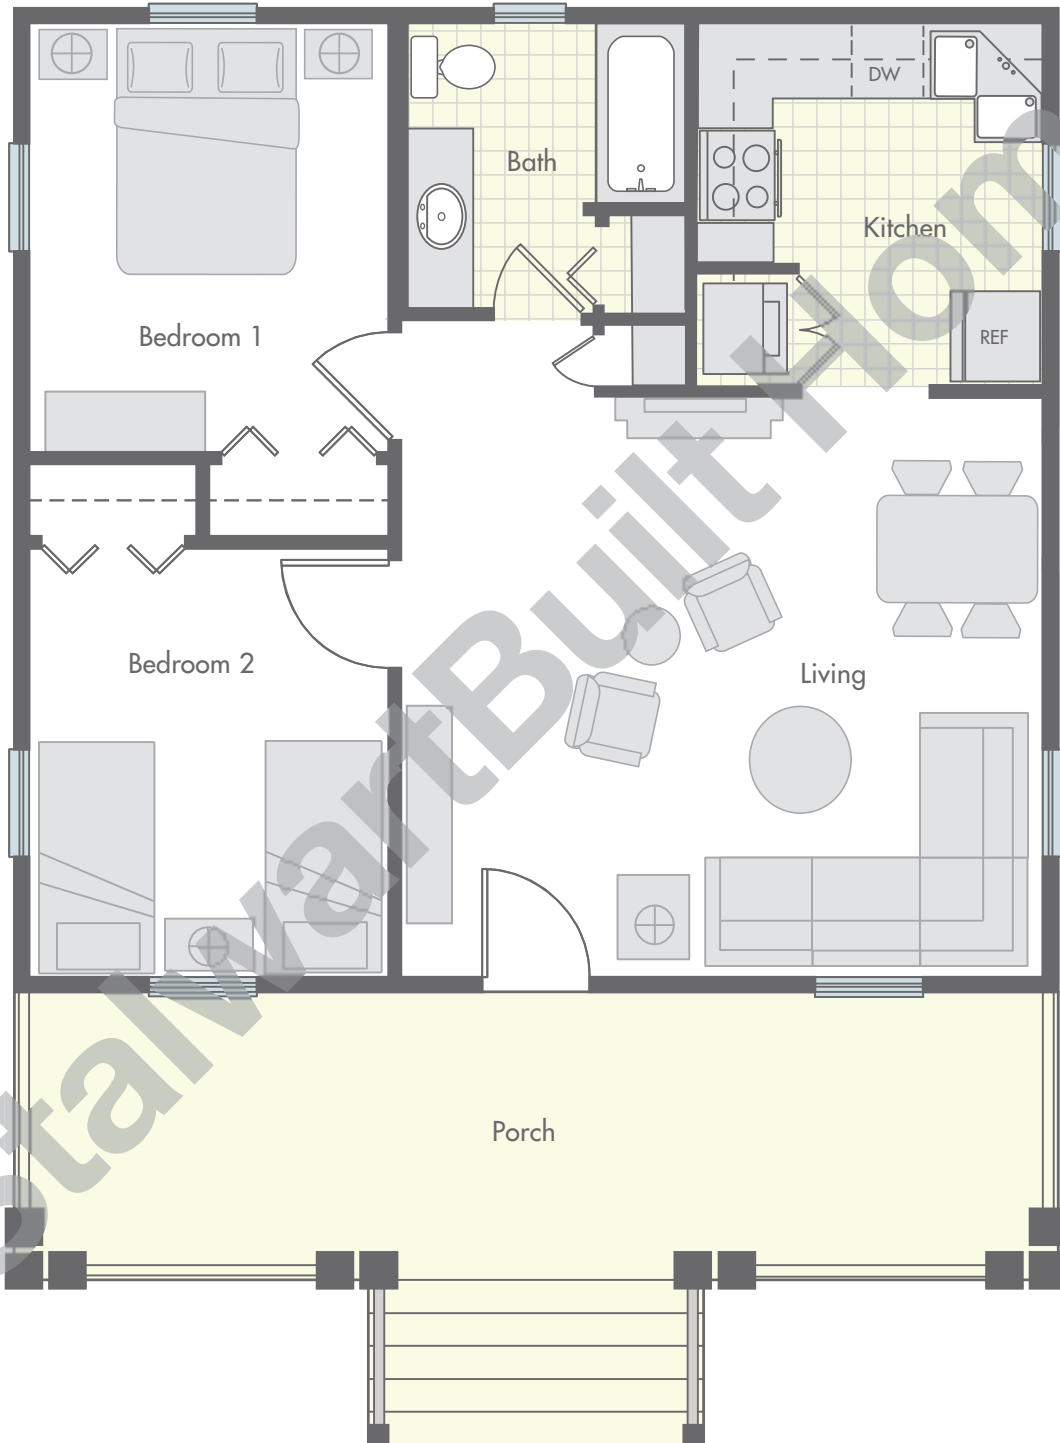 DW
Bath
Kitchen
Bedroom 1
REF
Bedroom 2
Living
Porch
StalwartBuilt Hom